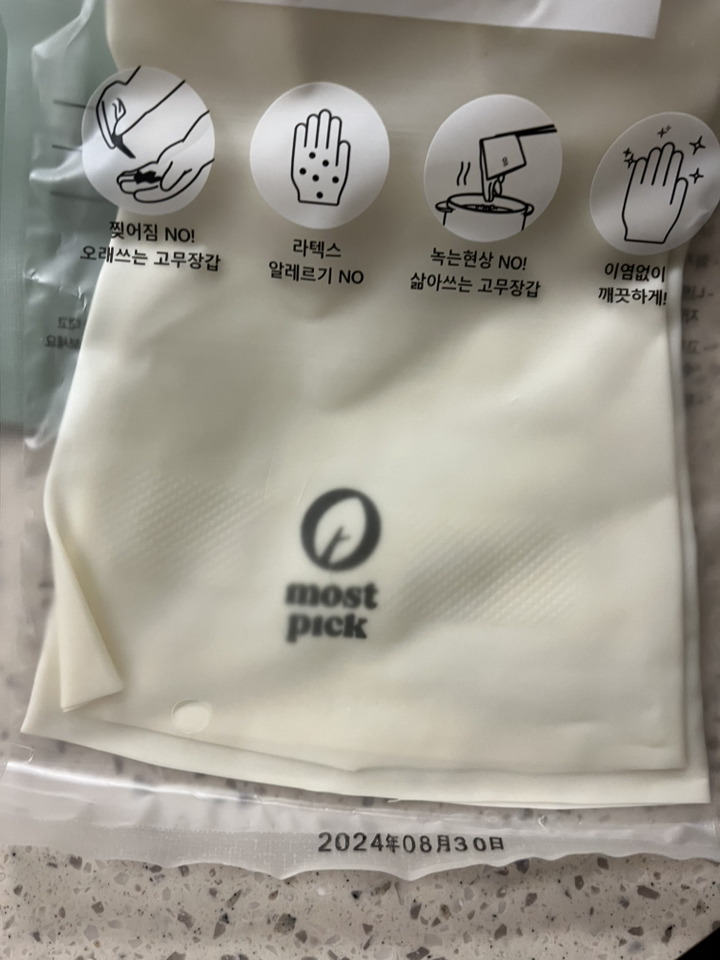 찢어짐 NO!
오래쓰는 고무장갑
라텍스
알레르기 NO
녹는현상 NO!
삶아쓰는 고무장갑
이염없이
깨끗하게!
most
pick
2024年08月30日